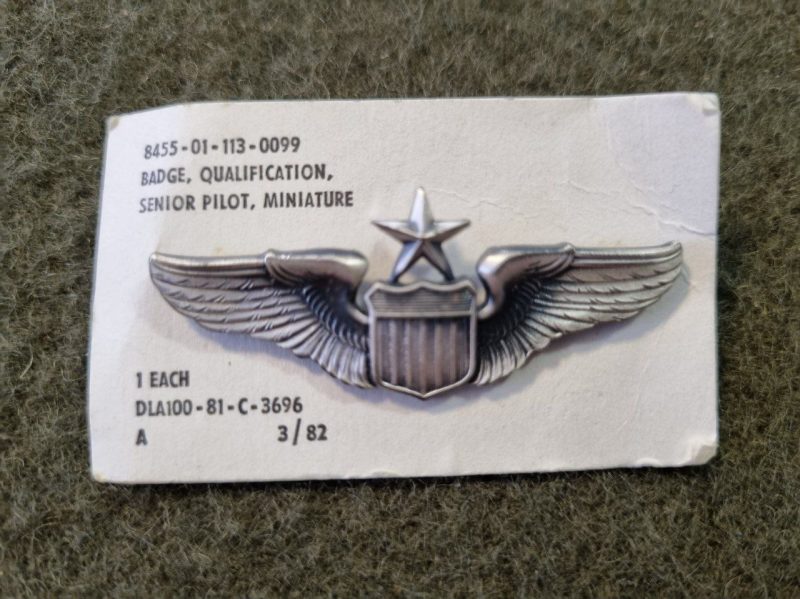 8455-01-113-0099
BADGE, QUALIFICATION,
SENIOR PILOT, MINIATURE
1 EACH
DLA100-81-C-3696
A 3/82